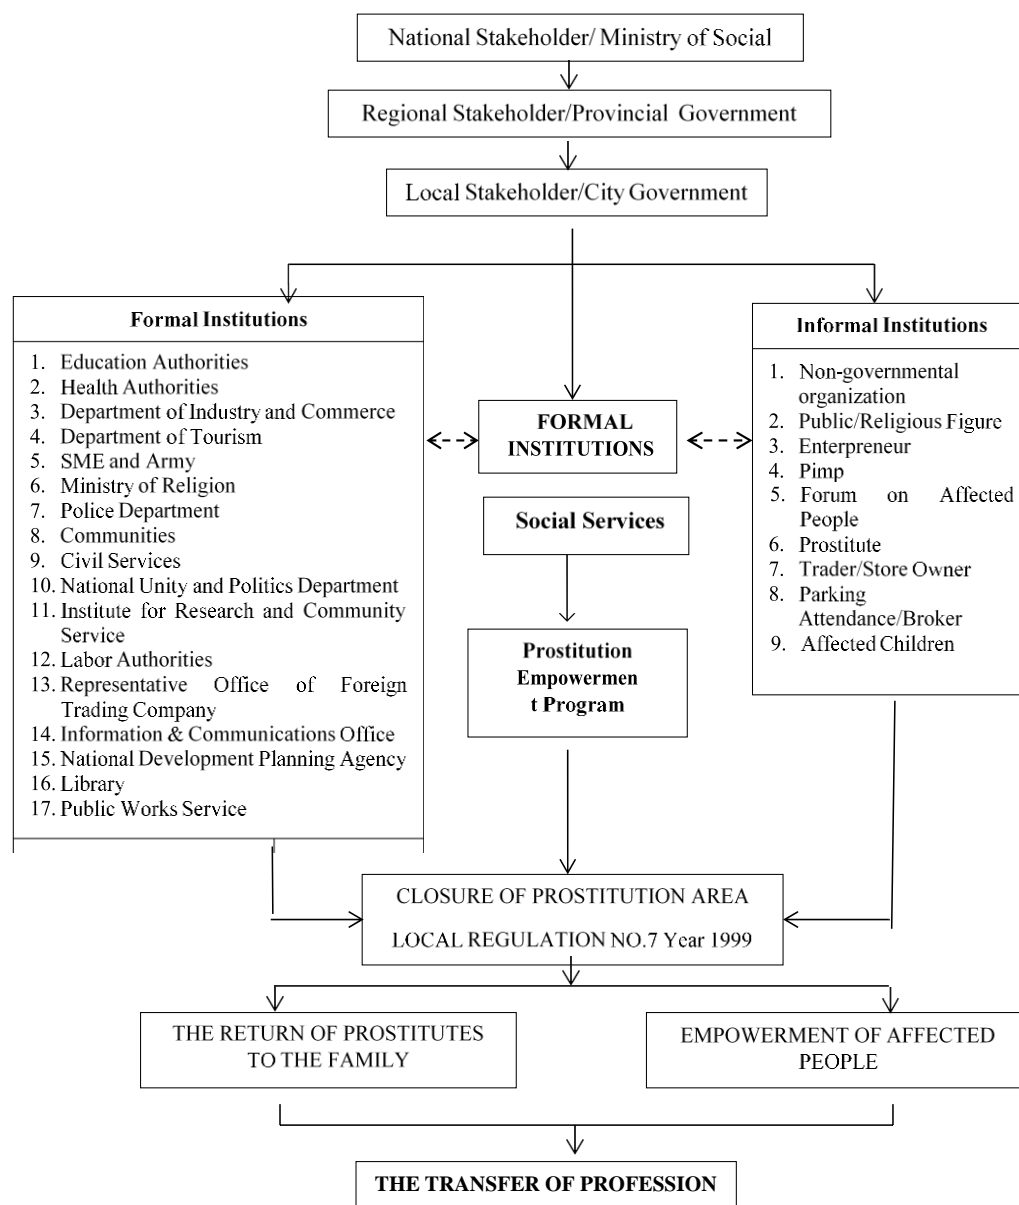 National Stakeholder/ Ministry of Social
Regional Stakeholder/Provincial Government
Local Stakeholder/City Government
Formal Institutions
1. Education Authorities
2. Health Authorities
3. Department of Industry and Commerce
4. Department of Tourism
5. SME and Army
6. Ministry of Religion
7. Police Department
8. Communities
9. Civil Services
10. National Unity and Politics Department
11. Institute for Research and Community
Service
12. Labor Authorities
13. Representative Office of Foreign
Trading Company
14. Information & Communications Office
15. National Development Planning Agency
16. Library
17. Public Works Service
FORMAL
INSTITUTIONS
Social Services
Prostitution
Empowermen
t Program
Informal Institutions
1. Non-governmental
organization
2. Public/Religious Figure
3. Enterpreneur
4. Pimp
5. Forum on Affected
People
6. Prostitute
7. Trader/Store Owner
8. Parking
Attendance/Broker
9. Affected Children
CLOSURE OF PROSTITUTION AREA
LOCAL REGULATION NO.7 Year 1999
THE RETURN OF PROSTITUTES
TO THE FAMILY
EMPOWERMENT OF AFFECTED
PEOPLE
THE TRANSFER OF PROFESSION